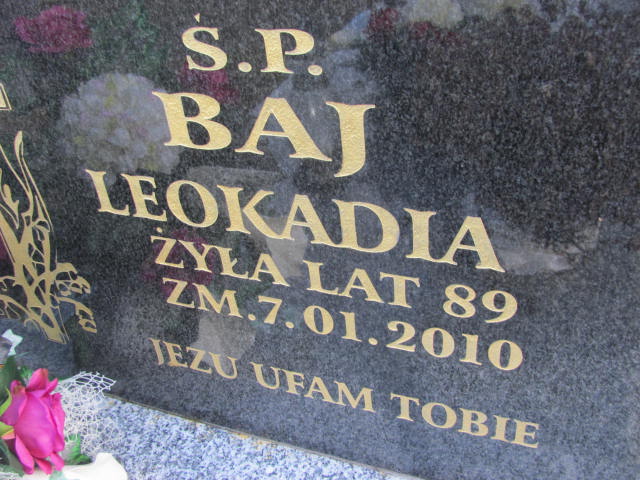 Ś.P.
BAJ
LEOKADIA
ŻYŁA LAT 89
ZM.7.01.2010
JEZU UFAM TOBIE